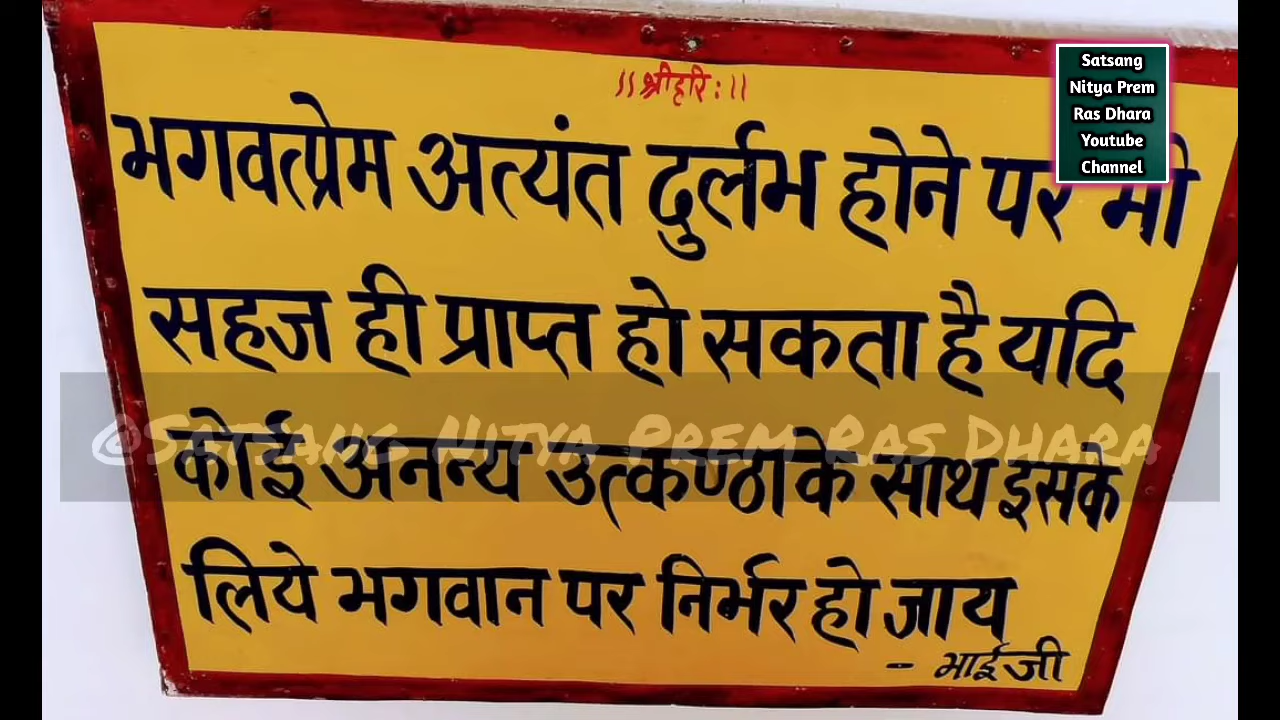 ॥ श्रीहरि: ॥
भगवत्प्रेम अत्यंत दुर्लभ होने पर भी
सहज ही प्राप्त हो सकता है यदि
कोई अनन्य उत्कण्ठा के साथ इसके
लिये भगवान पर निर्भर हो जाय
- भाईजी
Satsang
Nitya Prem
Ras Dhara
Youtube
Channel
@Satsang Nitya Prem Ras Dhara